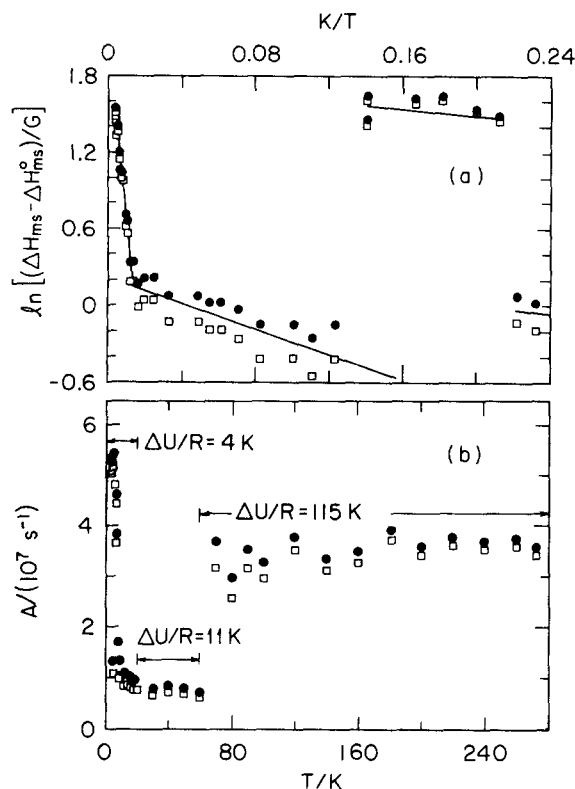 K/T
0 0.08 0.16 0.24
1.8
1.2
0.6
0
-0.6
ℓn [(ΔHms-ΔH°ms)/G]
(a)
6
4
2
0
A/(10⁷ s⁻¹)
ΔU/R=4 K
(b)
ΔU/R=115 K
ΔU/R=11 K
0 80 160 240
T/K